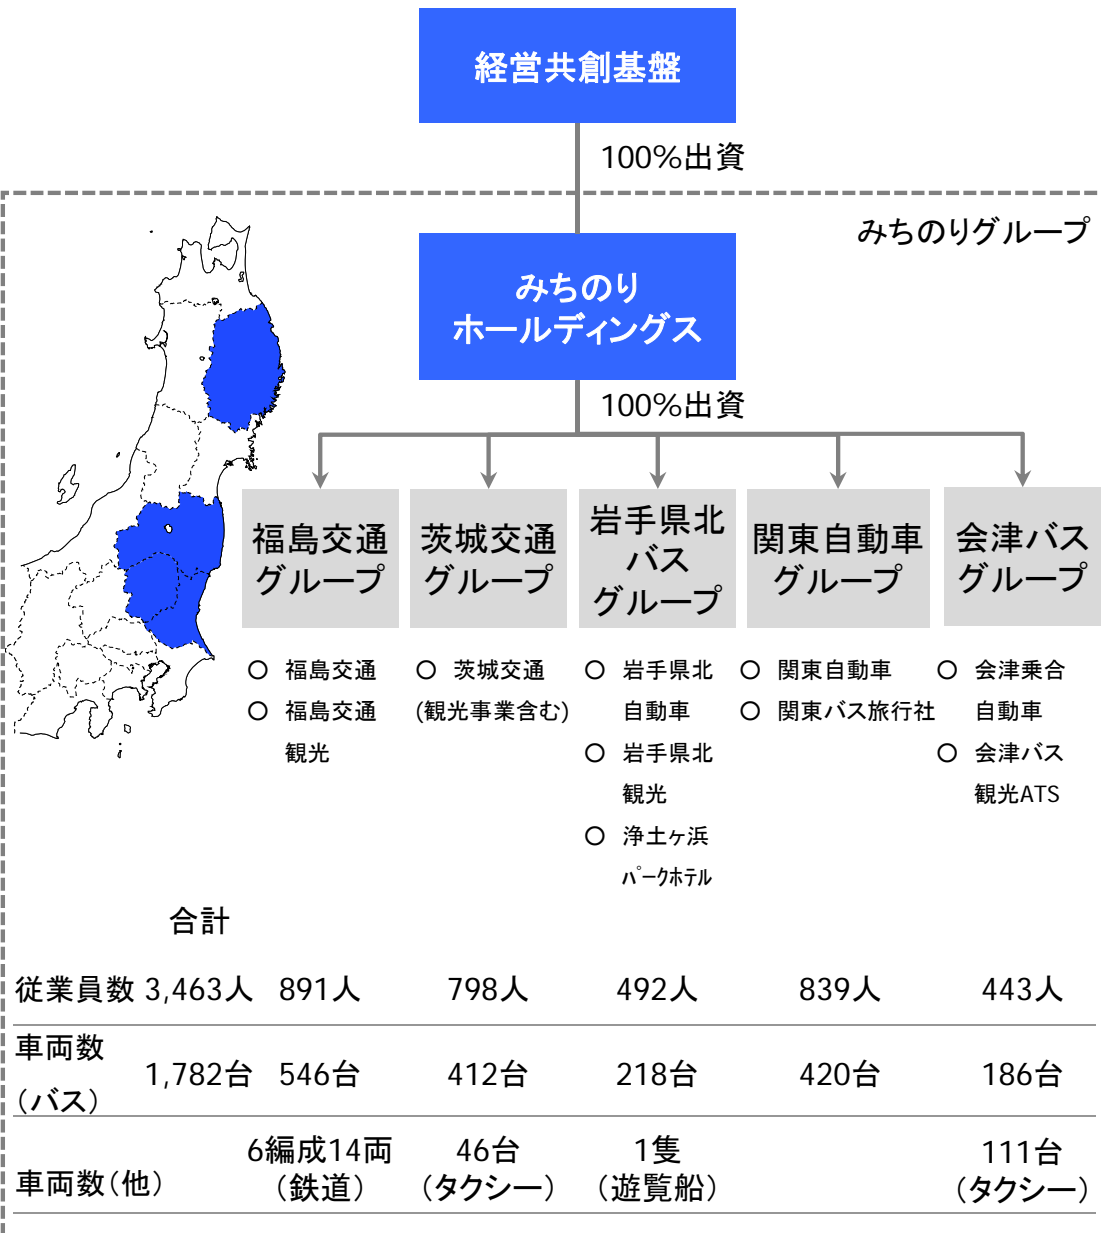 経営共創基盤
100%出資
みちのりグループ
みちのり
ホールディングス
100%出資
福島交通
グループ
茨城交通
グループ
岩手県北
バス
グループ
関東自動車
グループ
会津バス
グループ
○ 福島交通
○ 福島交通
観光
○ 茨城交通
(観光事業含む)
○ 岩手県北
自動車
○ 岩手県北
観光
○ 浄土ヶ浜
ﾊﾟｰｸﾎﾃﾙ
○ 関東自動車
○ 関東バス旅行社
○ 会津乗合
自動車
○ 会津バス
観光ATS
合計
従業員数 3,463人 891人 798人 492人 839人 443人
車両数
(バス)
1,782台 546台 412台 218台 420台 186台
車両数(他)
6編成14両
(鉄道)
46台
(タクシー)
1隻
(遊覧船)
111台
(タクシー)